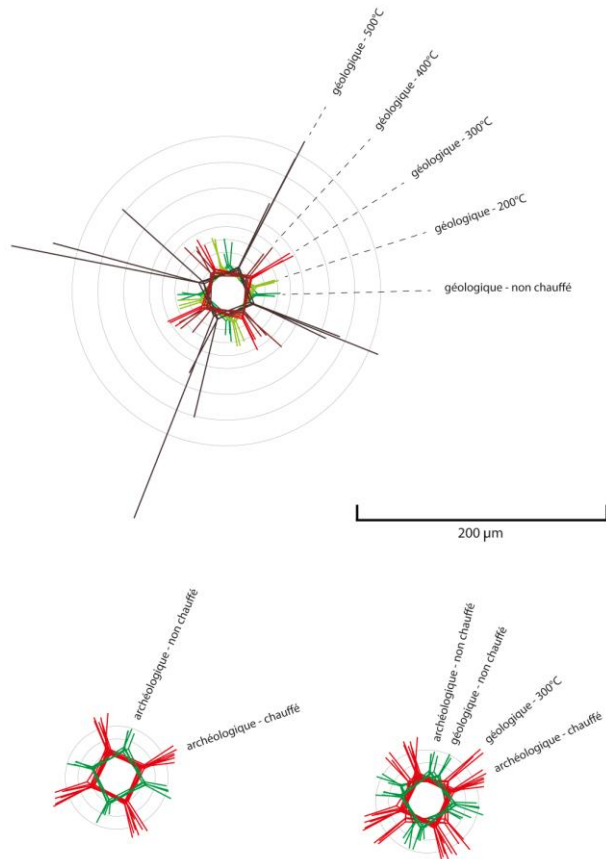 géologique - 500°C
géologique - 400°C
géologique - 300°C
géologique - 200°C
géologique - non chauffé
200 µm
archéologique - non chauffé
archéologique - chauffé
archéologique - non chauffé
géologique - non chauffé
géologique - 300°C
archéologique - chauffé